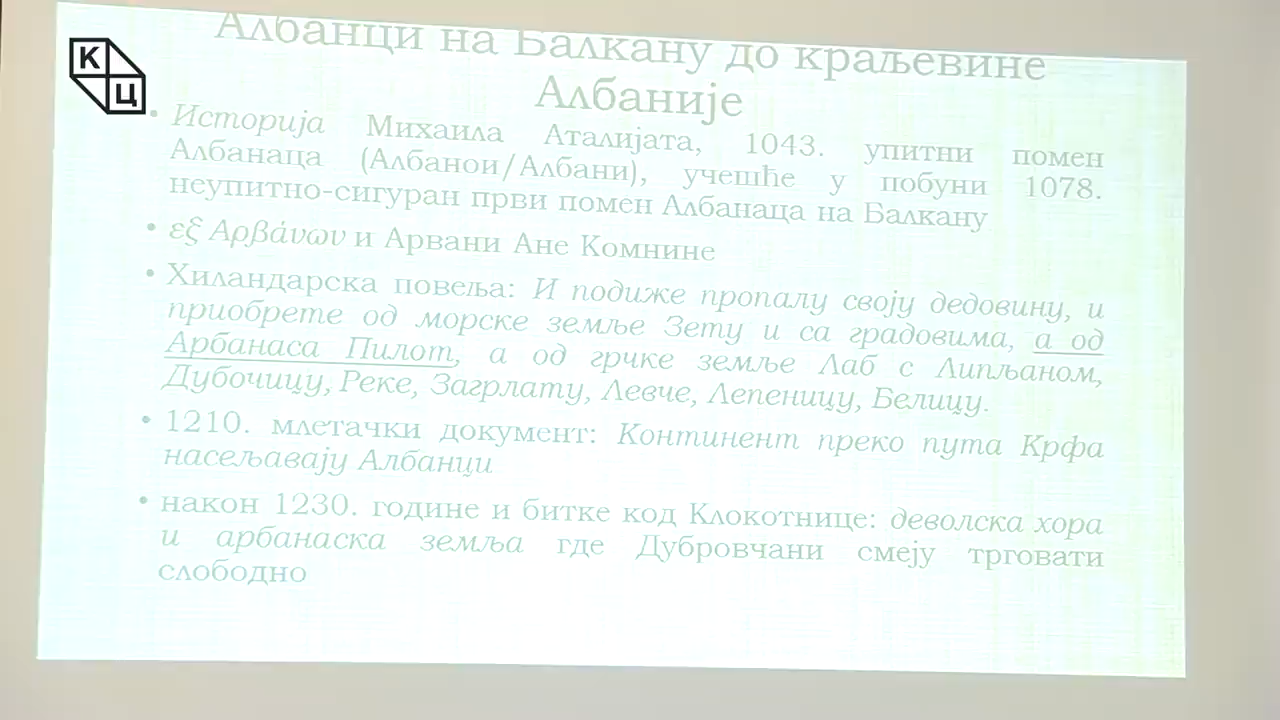 К
Ц
Албанци на Балкану до краљевине
Албаније
• Историја Михаила Аталијата, 1043. упитни помен
Албанаца (Албанои/Албани), учешће у побуни 1078.
неупитно-сигуран први помен Албанаца на Балкану
• εξ Αρβάνων и Арвани Ане Комнине
• Хиландарска повеља: И подиже пропалу своју дедовину, и
приобрете од морске земље Зету и са градовима, а од
Арбанаса Пилот, а од грчке земље Лаб с Липљаном,
Дубочицу, Реке, Загрлату, Левче, Лепеницу, Белицу.
• 1210. млетачки документ: Континент преко пута Крфа
насељавају Албанци
• након 1230. године и битке код Клокотнице: деволска хора
и арбанаска земља где Дубровчани смеју трговати
слободно